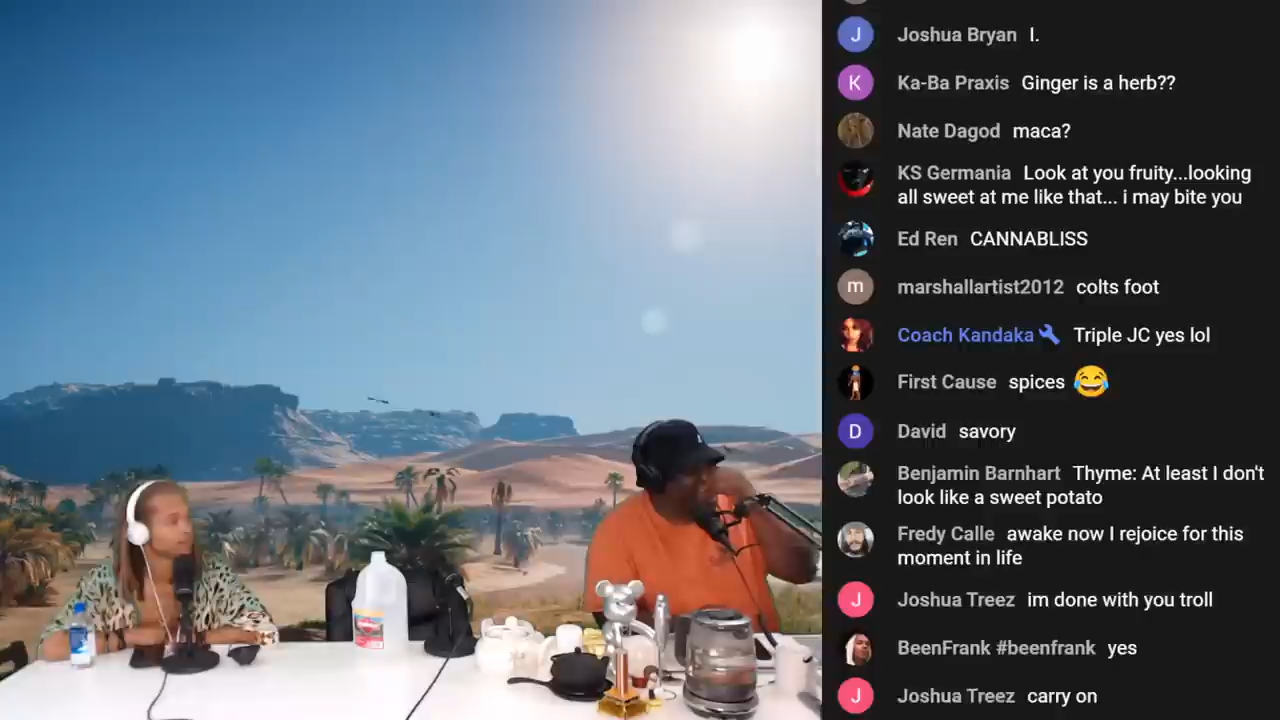 Joshua Bryan I.
Ka-Ba Praxis Ginger is a herb??
Nate Dagod maca?
KS Germania Look at you fruity...looking
all sweet at me like that... i may bite you
Ed Ren CANNABLISS
marshallartist2012 colts foot
Coach Kandaka Triple JC yes lol
First Cause spices 😂
David savory
Benjamin Barnhart Thyme: At least I don't
look like a sweet potato
Fredy Calle awake now I rejoice for this
moment in life
Joshua Treez im done with you troll
BeenFrank #beenfrank yes
Joshua Treez carry on
J
K
m
D
J
J